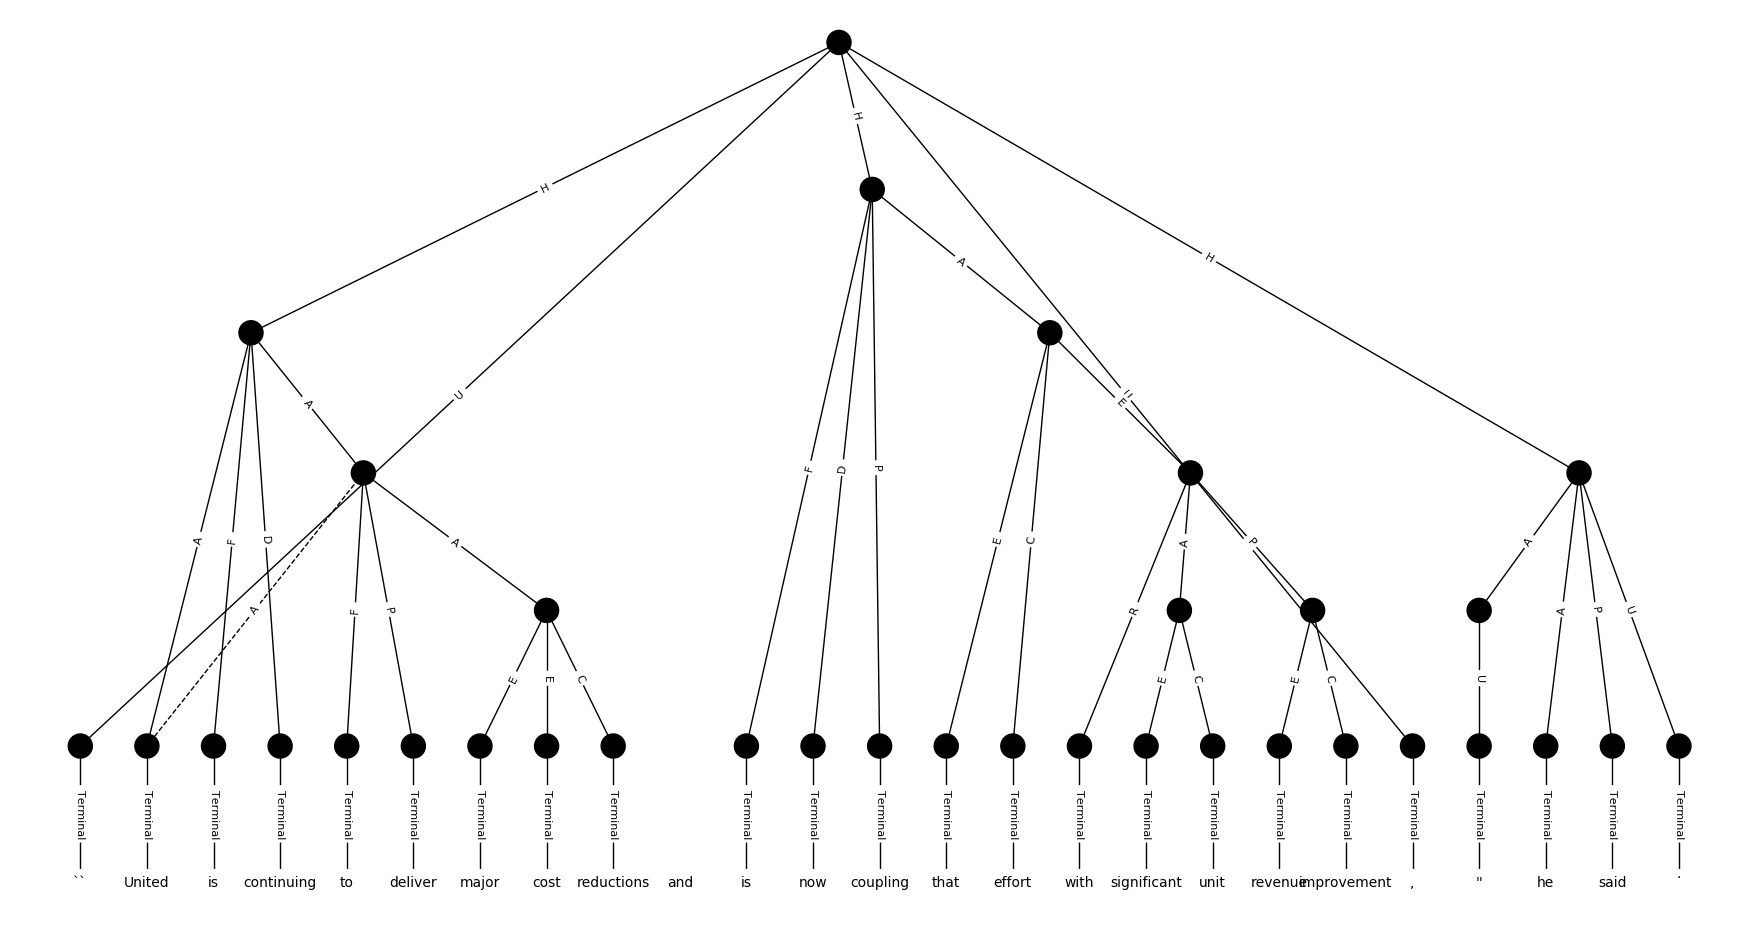 H
H
H
A
A
U
U
E
F
D
P
A
F
D
A
E
C
A
P
A
A
F
P
R
A
P
U
E
E
C
E
C
E
C
U
Terminal Terminal Terminal Terminal Terminal Terminal Terminal Terminal Terminal Terminal Terminal Terminal Terminal Terminal Terminal Terminal Terminal Terminal Terminal Terminal Terminal Terminal Terminal Terminal
`` United is continuing to deliver major cost reductions and is now coupling that effort with significant unit revenue improvement , " he said .